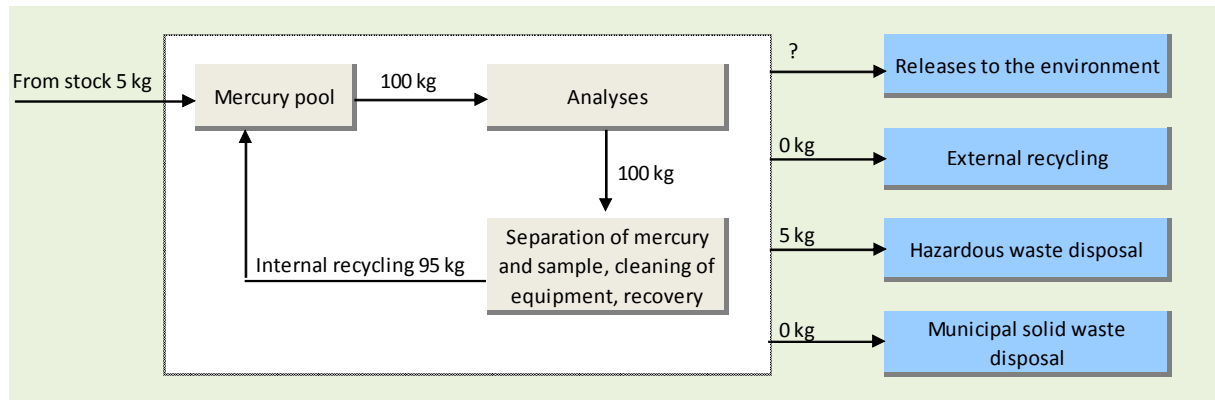 From stock 5 kg
Mercury pool
100 kg
Analyses
100 kg
Separation of mercury
and sample, cleaning of
equipment, recovery
Internal recycling 95 kg
?
Releases to the environment
0 kg
External recycling
5 kg
Hazardous waste disposal
0 kg
Municipal solid waste
disposal